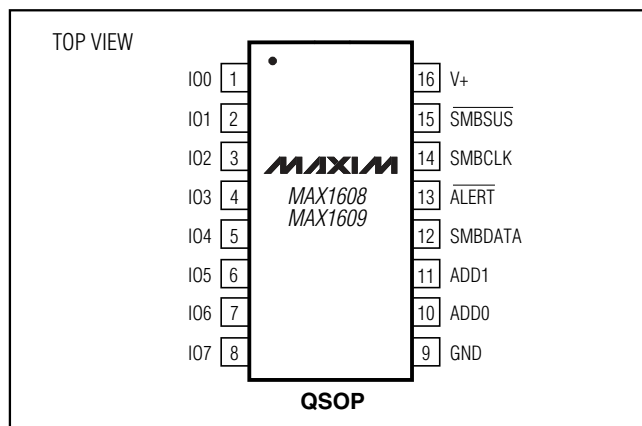 TOP VIEW
IO0 1 16 V+
IO1 2 15 SMBSUS
IO2 3 14 SMBCLK
MAXIM
IO3 4 MAX1608 13 ALERT
MAX1609
IO4 5 12 SMBDATA
IO5 6 11 ADD1
IO6 7 10 ADD0
IO7 8 9 GND
QSOP